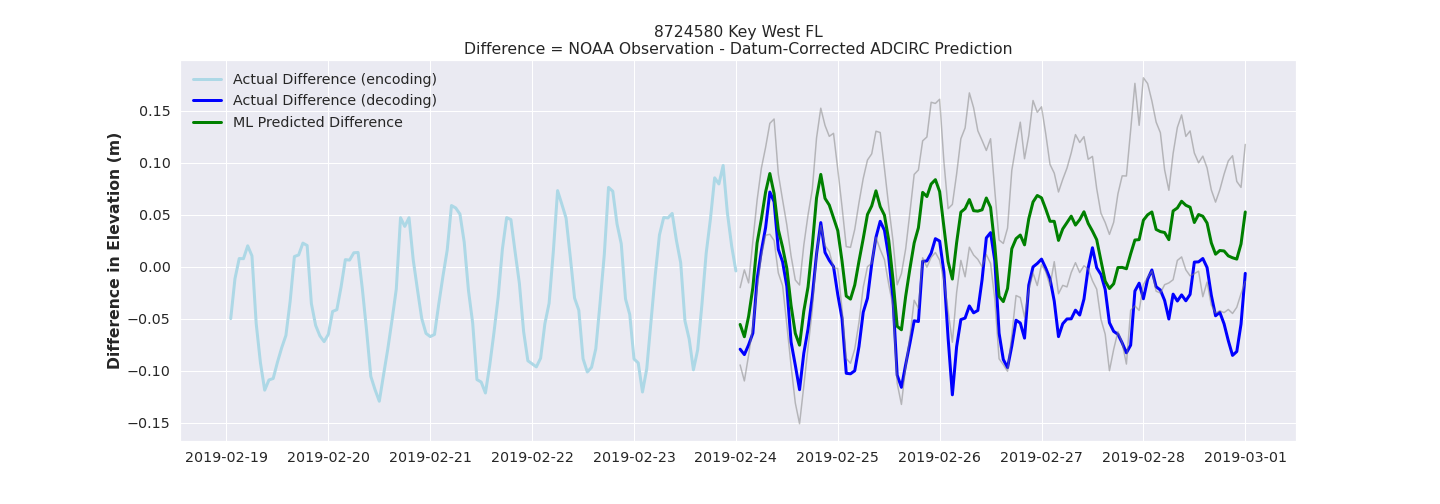 8724580 Key West FL
Difference = NOAA Observation - Datum-Corrected ADCIRC Prediction
Actual Difference (encoding)
Actual Difference (decoding)
ML Predicted Difference
Difference in Elevation (m)
0.15
0.10
0.05
0.00
−0.05
−0.10
−0.15
2019-02-19 2019-02-20 2019-02-21 2019-02-22 2019-02-23 2019-02-24 2019-02-25 2019-02-26 2019-02-27 2019-02-28 2019-03-01